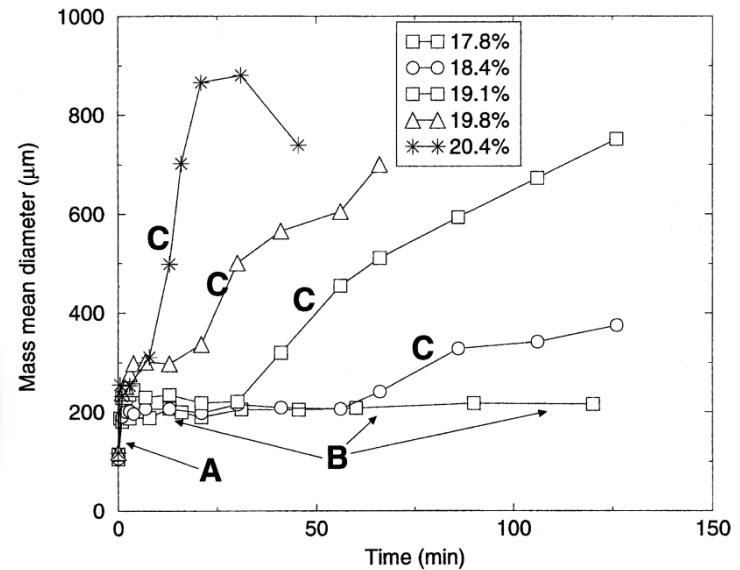 1000
800
600
400
200
0
Mass mean diameter (μm)
0
50
100
150
Time (min)
17.8%
18.4%
19.1%
19.8%
20.4%
C
C
C
C
A
B